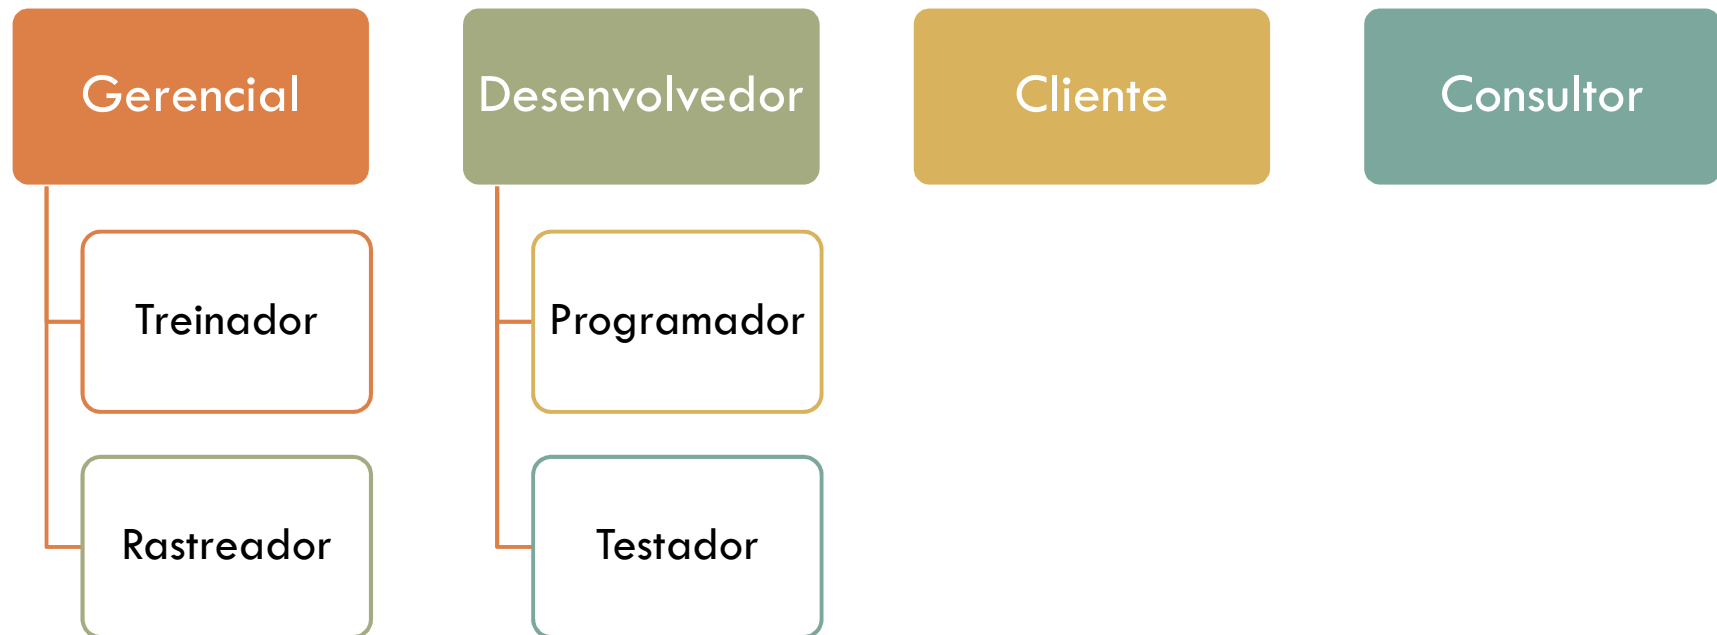 Gerencial
Treinador
Rastreador
Desenvolvedor
Programador
Testador
Cliente
Consultor